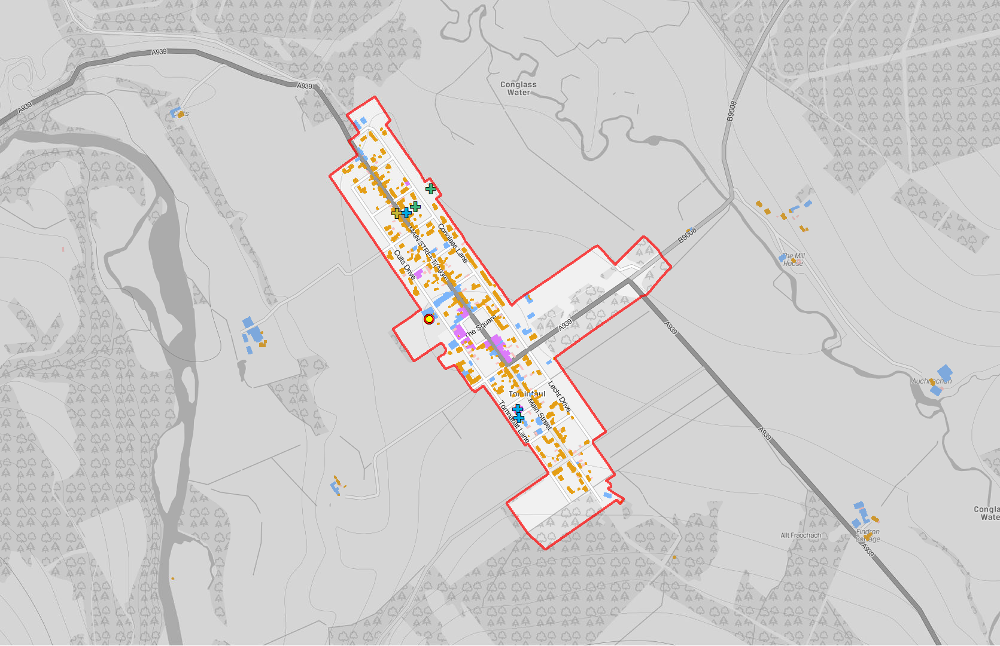 A939
A939
A939
Conglass
Water
B9008
Cults
B9008
Conglass Lane
MAIN STREET(A939)
Cults Drive
The Mill
House
The Square
A939
A939
Auchriachan
Tomintoul
Lecht Drive
Main Street
Tomnabat Lane
A939
Congla
Wate
Allt Fraochach
Findron
Cottage
A939